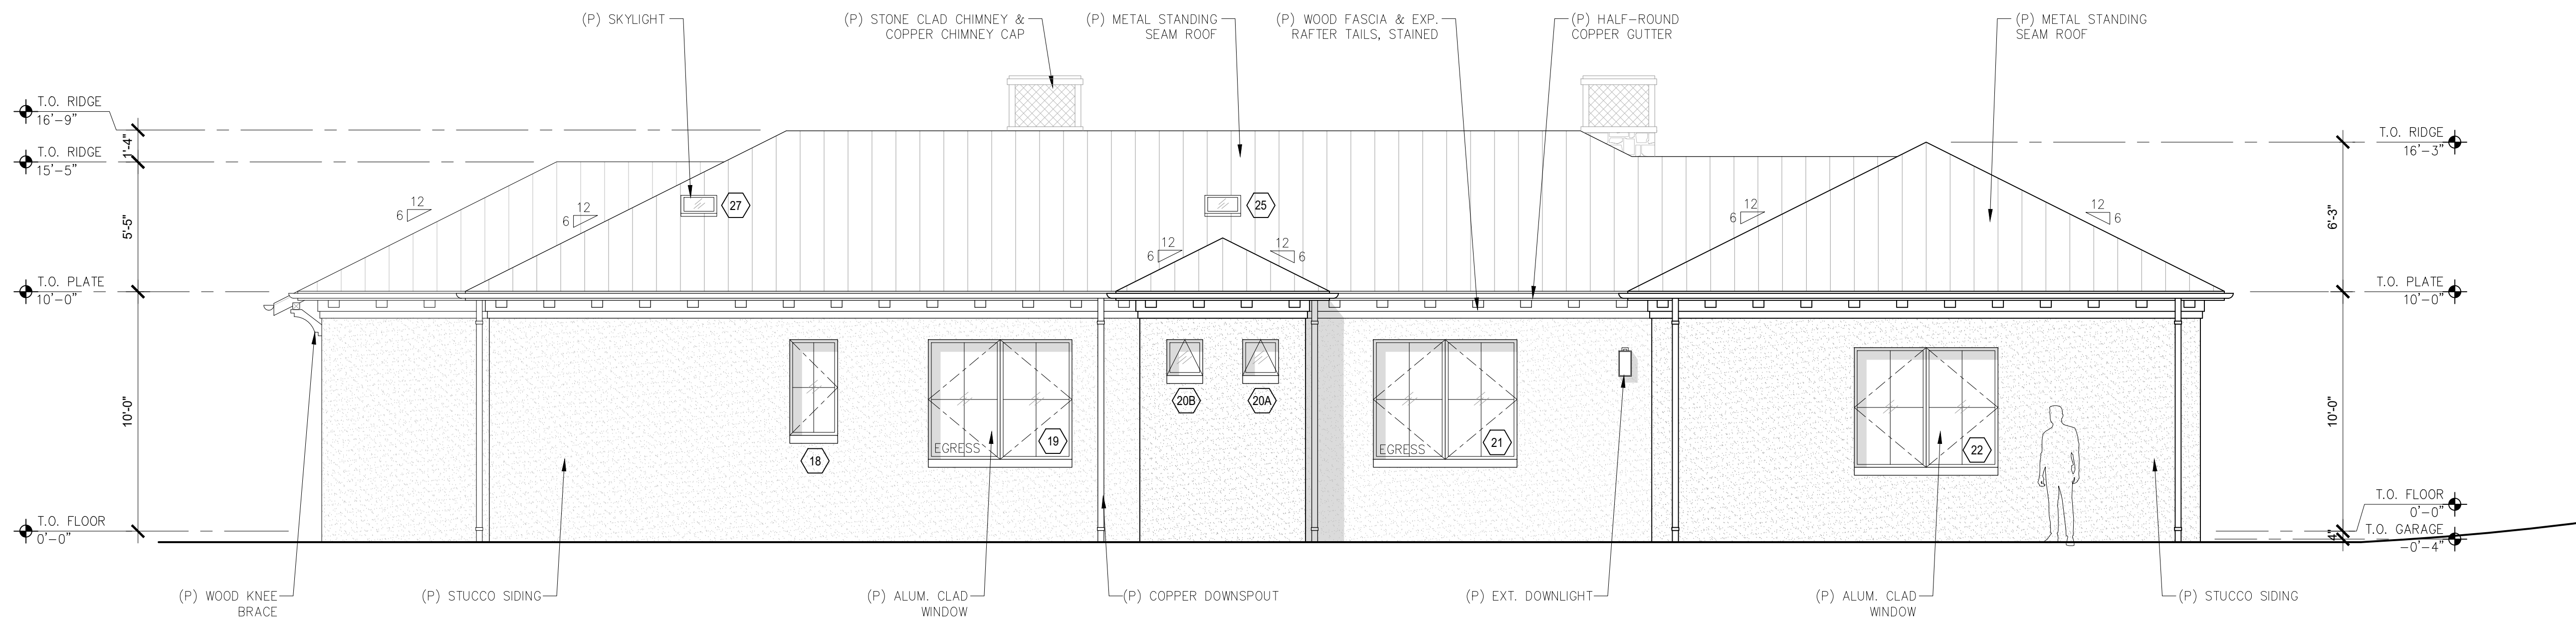 (P) SKYLIGHT
(P) STONE CLAD CHIMNEY &
COPPER CHIMNEY CAP
(P) METAL STANDING
SEAM ROOF
(P) WOOD FASCIA & EXP.
RAFTER TAILS, STAINED
(P) HALF-ROUND
COPPER GUTTER
(P) METAL STANDING
SEAM ROOF
T.O. RIDGE
16'-9"
T.O. RIDGE
15'-5"
T.O. PLATE
10'-0"
T.O. FLOOR
0'-0"
1'-4"
5'-5"
10'-0"
12
6
12
6
27
25
12
6
12
6
12
6
12
6
18
EGRESS
19
20B
20A
EGRESS
21
22
T.O. RIDGE
16'-3"
T.O. PLATE
10'-0"
T.O. FLOOR
0'-0"
T.O. GARAGE
-0'-4"
6'-3"
10'-0"
4"
(P) WOOD KNEE
BRACE
(P) STUCCO SIDING
(P) ALUM. CLAD
WINDOW
(P) COPPER DOWNSPOUT
(P) EXT. DOWNLIGHT
(P) ALUM. CLAD
WINDOW
(P) STUCCO SIDING